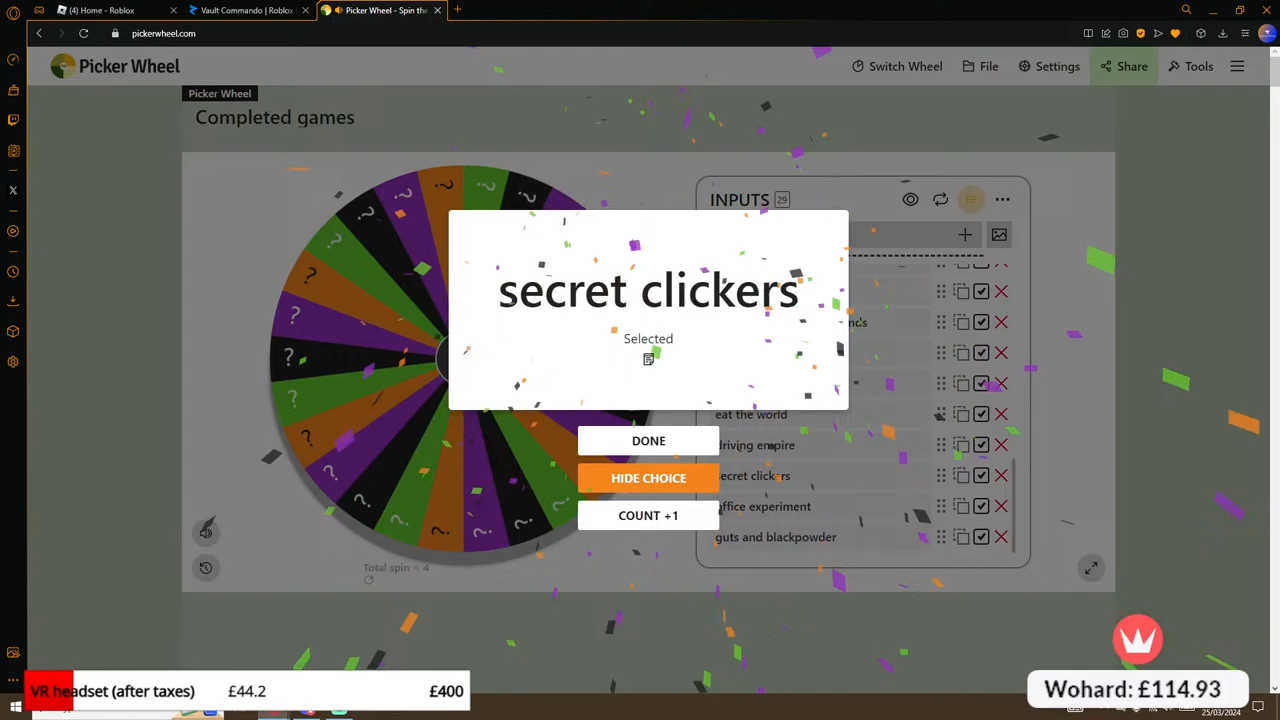 (4) Home - Roblox
Vault Commando | Roblox
Picker Wheel - Spin the
pickerwheel.com
Picker Wheel
Switch Wheel
File
Settings
Share
Tools
Picker Wheel
Completed games
INPUTS 29
secret clickers
Selected
nd's
eat the world
DONE
driving empire
HIDE CHOICE
secret clickers
office experiment
COUNT +1
guts and blackpowder
Total spin = 4
VR headset (after taxes) £44.2 £400
Wohard: £114.93
25/03/2024